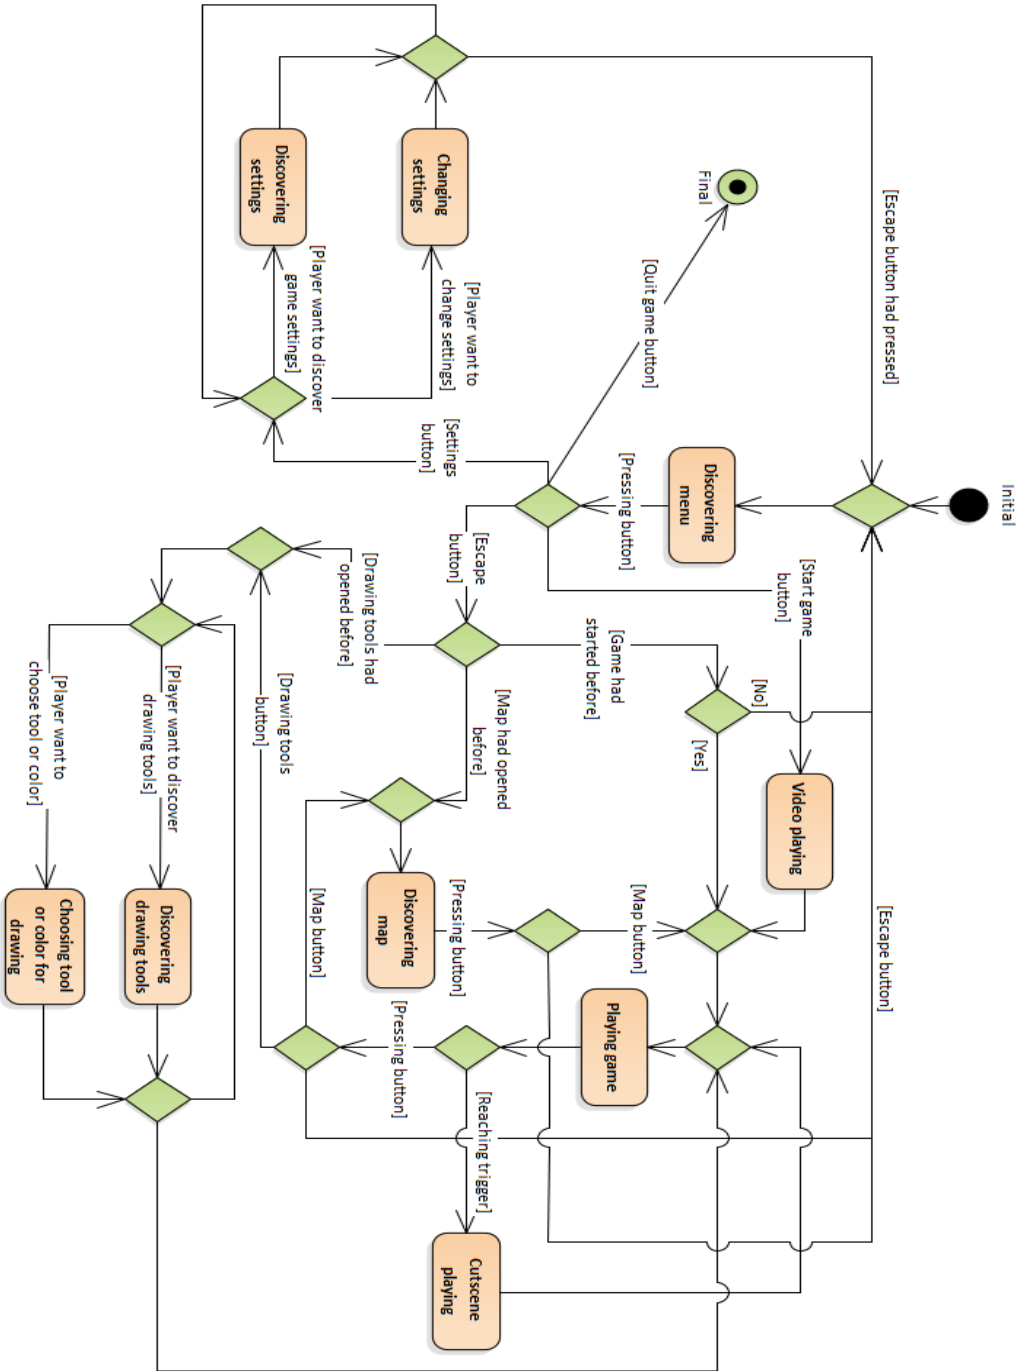 Initial
[Escape button had pressed]
Final
[Quit game button]
Changing
settings
Discovering
settings
[Player want to
change settings]
[Player want to discover
game settings]
[Settings
button]
Discovering
menu
[Pressing button]
[Start game
button]
[Escape
button]
[Game had
started before]
[Drawing tools had
opened before]
[Map had opened
before]
[No]
[Yes]
Video playing
[Escape button]
[Map button]
[Pressing button]
Discovering
map
[Map button]
[Drawing tools
button]
[Player want to discover
drawing tools]
[Player want to
choose tool or color]
Discovering
drawing tools
Choosing tool
or color for
drawing
Playing game
[Pressing button]
[Reaching trigger]
Cutscene
playing